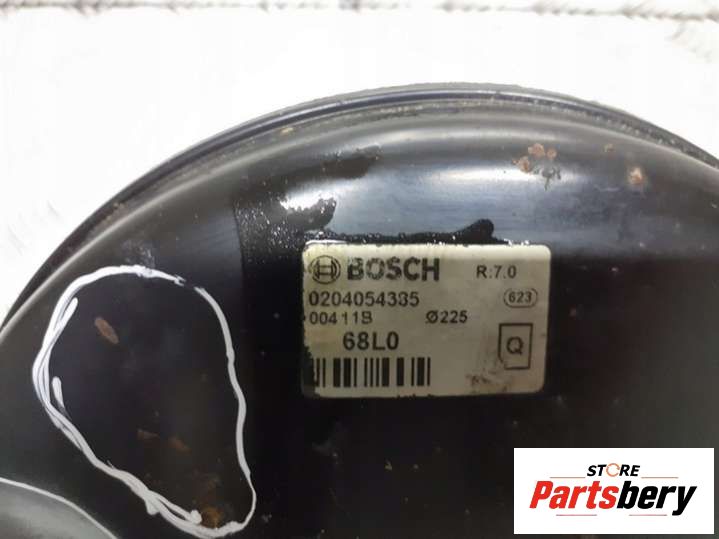 BOSCH R:7.0
0204054335 623
00411B Ø225
68L0 Q
STORE
Partsbery